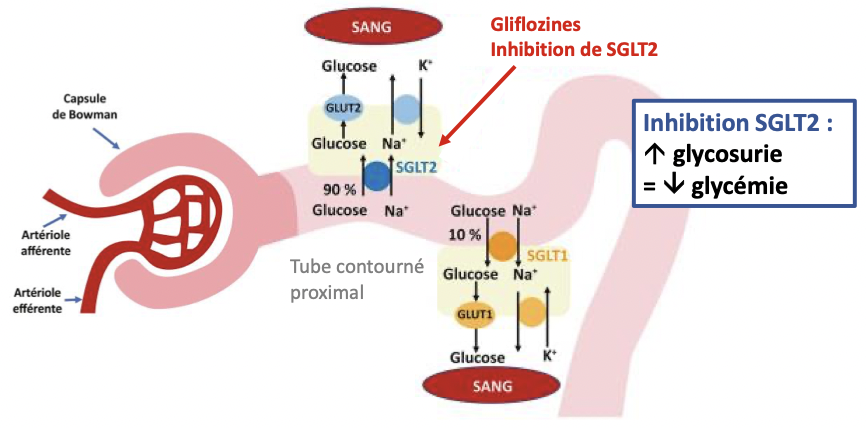 SANG
Gliflozines
Inhibition de SGLT2
Glucose
K⁺
Capsule
de Bowman
GLUT2
Glucose
Na⁺
SGLT2
90 %
Glucose
Na⁺
Inhibition SGLT2 :
↑ glycosurie
= ↓ glycémie
Artériole
afférente
Artériole
efférente
Tube contourné
proximal
Glucose
Na⁺
10 %
SGLT1
Glucose
Na⁺
GLUT1
Glucose
K⁺
SANG